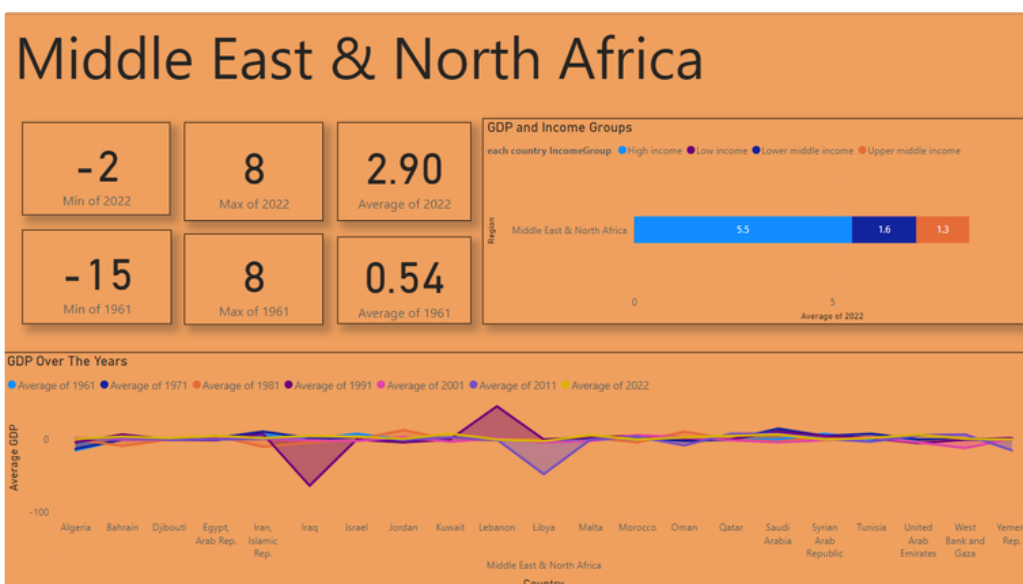 Middle East & North Africa
-2
Min of 2022
8
Max of 2022
2.90
Average of 2022
-15
Min of 1961
8
Max of 1961
0.54
Average of 1961
GDP and Income Groups
each country IncomeGroup High income Low income Lower middle income Upper middle income
Region
Middle East & North Africa
5.5
1.6
1.3
0
5
Average of 2022
GDP Over The Years
Average of 1961 Average of 1971 Average of 1981 Average of 1991 Average of 2001 Average of 2011 Average of 2022
Average GDP
0
-100
Algeria
Bahrain
Djibouti
Egypt,
Arab Rep.
Iran,
Islamic
Rep.
Iraq
Israel
Jordan
Kuwait
Lebanon
Libya
Malta
Morocco
Oman
Qatar
Saudi
Arabia
Syrian
Arab
Republic
Tunisia
United
Arab
Emirates
West
Bank and
Gaza
Yemen
Rep.
Middle East & North Africa
Country